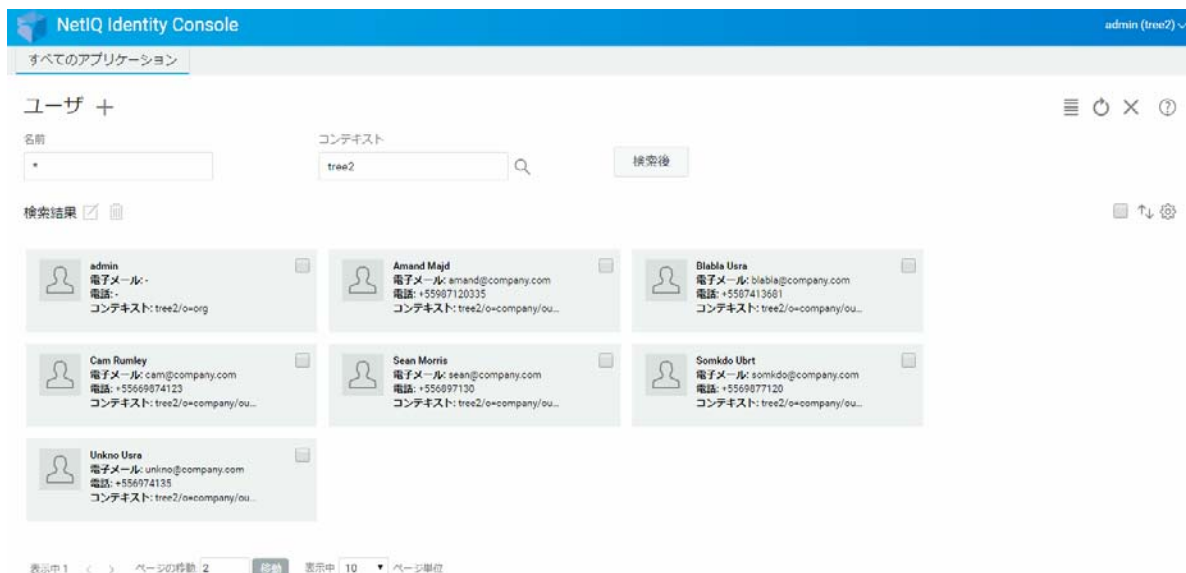 NetIQ Identity Console
admin (tree2)
すべてのアプリケーション
ユーザ
名前
コンテキスト
*
tree2
検索後
検索結果
admin
電子メール: -
電話: -
コンテキスト: tree2/o=org
Amand Majd
電子メール: amand@company.com
電話: +55987120335
コンテキスト: tree2/o=company/ou...
Blabla Usra
電子メール: blabla@company.com
電話: +5587413681
コンテキスト: tree2/o=company/ou...
Cam Rumley
電子メール: cam@company.com
電話: +55669874123
コンテキスト: tree2/o=company/ou...
Sean Morris
電子メール: sean@company.com
電話: +556897130
コンテキスト: tree2/o=company/ou...
Somkdo Ubrt
電子メール: somkdo@company.com
電話: +5569877120
コンテキスト: tree2/o=company/ou...
Unkno Usra
電子メール: unkno@company.com
電話: +556974135
コンテキスト: tree2/o=company/ou...
表示中 1 < > ページの移動 2 移動 表示中 10 ページ単位